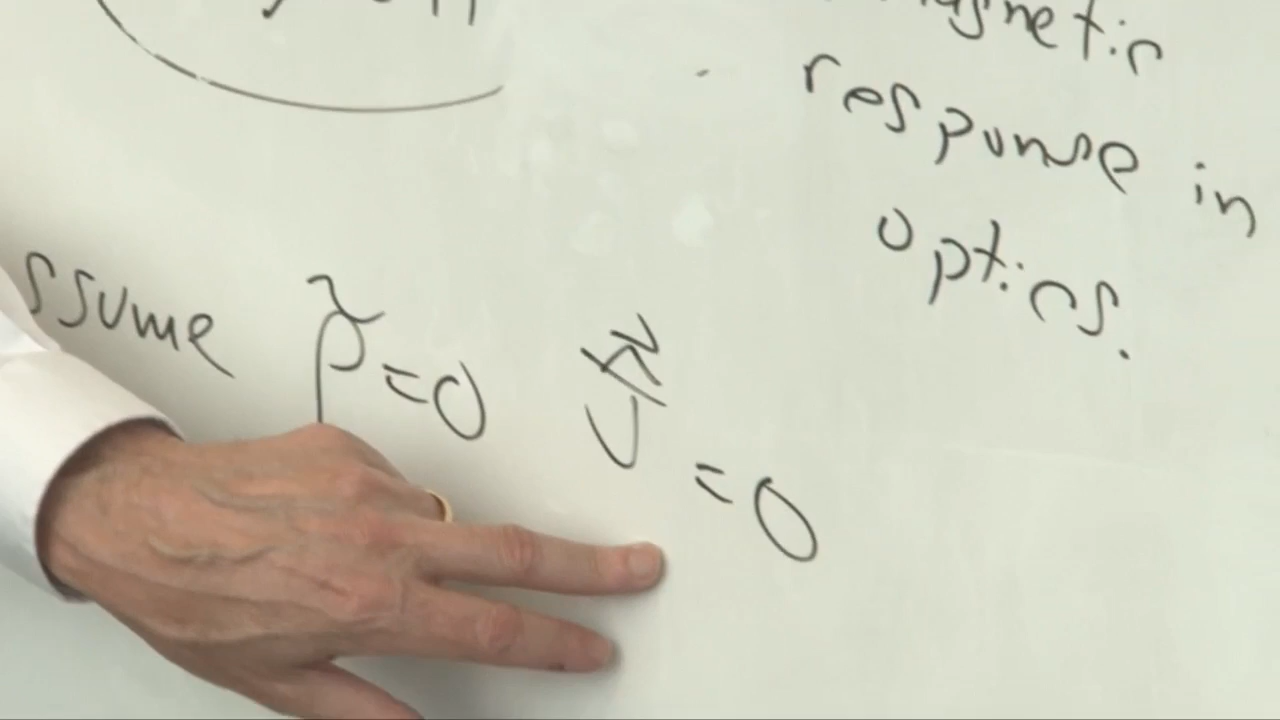 response in
optics.
ssume ρ̃=0 J̃=0